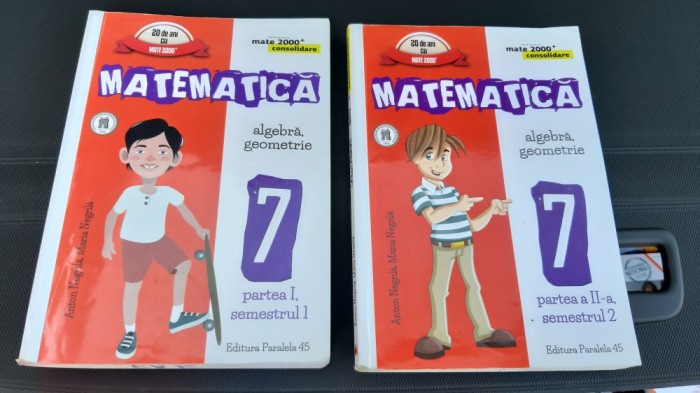 20 de ani
cu
MATE 2000+
mate 2000+
consolidare
MATEMATICĂ
algebră,
geometrie
7
partea I,
semestrul 1
Anton Negrilă, Maria Negrilă
Editura Paralela 45
20 de ani
cu
MATE 2000+
mate 2000+
consolidare
MATEMATICĂ
algebră,
geometrie
7
partea a II-a,
semestrul 2
Anton Negrilă, Maria Negrilă
Editura Paralela 45